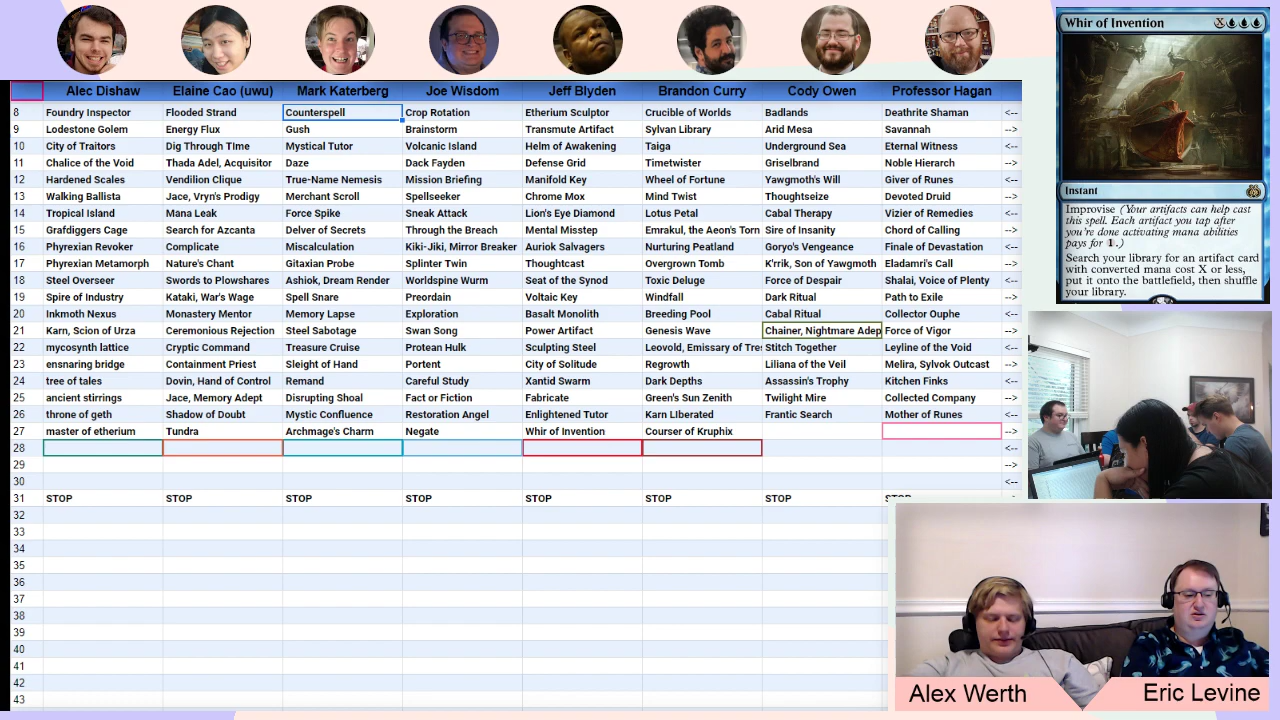 Alec Dishaw Elaine Cao (uwu) Mark Katerberg Joe Wisdom Jeff Blyden Brandon Curry Cody Owen Professor Hagan
8 Foundry Inspector Flooded Strand Counterspell Crop Rotation Etherium Sculptor Crucible of Worlds Badlands Deathrite Shaman <--
9 Lodestone Golem Energy Flux Gush Brainstorm Transmute Artifact Sylvan Library Arid Mesa Savannah -->
10 City of Traitors Dig Through TIme Mystical Tutor Volcanic Island Helm of Awakening Taiga Underground Sea Eternal Witness <--
11 Chalice of the Void Thada Adel, Acquisitor Daze Dack Fayden Defense Grid Timetwister Griselbrand Noble Hierarch -->
12 Hardened Scales Vendilion Clique True-Name Nemesis Mission Briefing Manifold Key Wheel of Fortune Yawgmoth's Will Giver of Runes <--
13 Walking Ballista Jace, Vryn's Prodigy Merchant Scroll Spellseeker Chrome Mox Mind Twist Thoughtseize Devoted Druid -->
14 Tropical Island Mana Leak Force Spike Sneak Attack Lion's Eye Diamond Lotus Petal Cabal Therapy Vizier of Remedies <--
15 Grafdiggers Cage Search for Azcanta Delver of Secrets Through the Breach Mental Misstep Emrakul, the Aeon's Torn Sire of Insanity Chord of Calling -->
16 Phyrexian Revoker Complicate Miscalculation Kiki-Jiki, Mirror Breaker Auriok Salvagers Nurturing Peatland Goryo's Vengeance Finale of Devastation <--
17 Phyrexian Metamorph Nature's Chant Gitaxian Probe Splinter Twin Thoughtcast Overgrown Tomb K'rrik, Son of Yawgmoth Eladamri's Call -->
18 Steel Overseer Swords to Plowshares Ashiok, Dream Render Worldspine Wurm Seat of the Synod Toxic Deluge Force of Despair Shalai, Voice of Plenty <--
19 Spire of Industry Kataki, War's Wage Spell Snare Preordain Voltaic Key Windfall Dark Ritual Path to Exile -->
20 Inkmoth Nexus Monastery Mentor Memory Lapse Exploration Basalt Monolith Breeding Pool Cabal Ritual Collector Ouphe <--
21 Karn, Scion of Urza Ceremonious Rejection Steel Sabotage Swan Song Power Artifact Genesis Wave Chainer, Nightmare Adep Force of Vigor -->
22 mycosynth lattice Cryptic Command Treasure Cruise Protean Hulk Sculpting Steel Leovold, Emissary of Tres Stitch Together Leyline of the Void <--
23 ensnaring bridge Containment Priest Sleight of Hand Portent City of Solitude Regrowth Liliana of the Veil Melira, Sylvok Outcast -->
24 tree of tales Dovin, Hand of Control Remand Careful Study Xantid Swarm Dark Depths Assassin's Trophy Kitchen Finks <--
25 ancient stirrings Jace, Memory Adept Disrupting Shoal Fact or Fiction Fabricate Green's Sun Zenith Twilight Mire Collected Company -->
26 throne of geth Shadow of Doubt Mystic Confluence Restoration Angel Enlightened Tutor Karn LIberated Frantic Search Mother of Runes <--
27 master of etherium Tundra Archmage's Charm Negate Whir of Invention Courser of Kruphix -->
28 <--
29 -->
30 <--
31 STOP STOP STOP STOP STOP STOP STOP STOP
32
33
34
35
36
37
38
39
40
41
42
43
Whir of Invention X
Instant
Improvise (Your artifacts can help cast
this spell. Each artifact you tap after
you're done activating mana abilities
pays for 1.)
Search your library for an artifact card
with converted mana cost X or less,
put it onto the battlefield, then shuffle
your library.
Alex Werth
Eric Levine